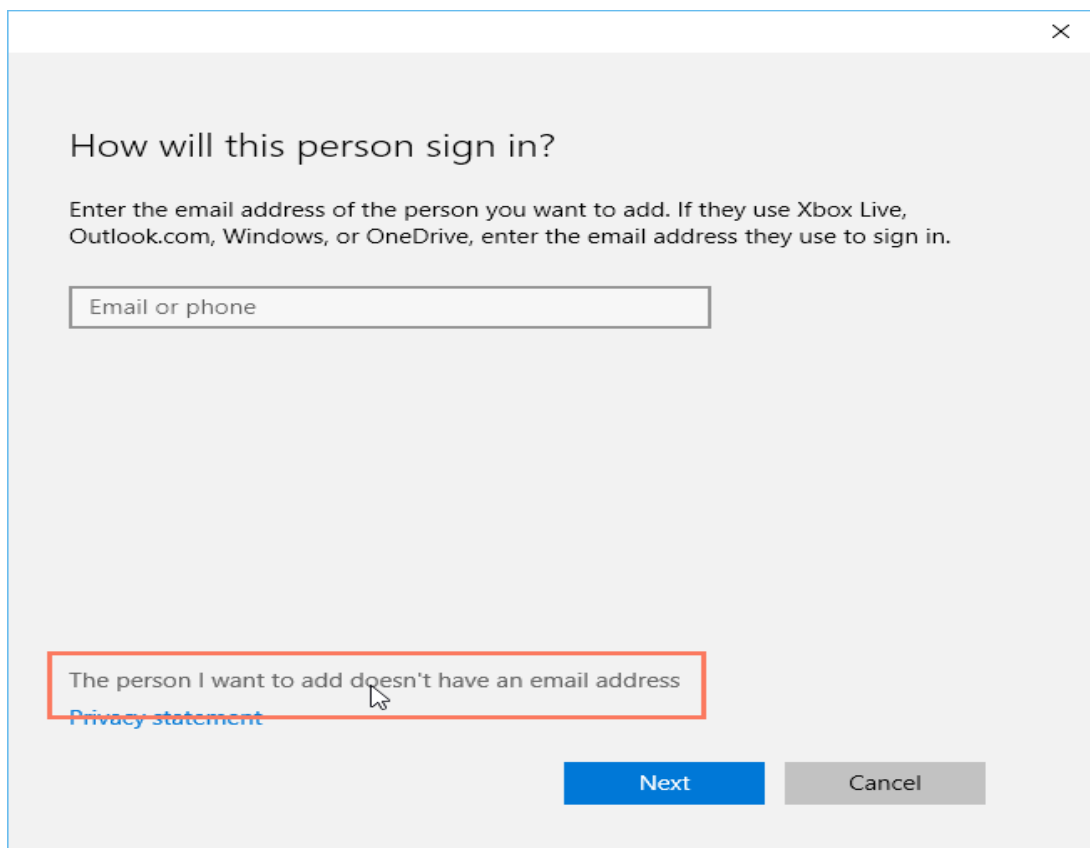 How will this person sign in?
Enter the email address of the person you want to add. If they use Xbox Live,
Outlook.com, Windows, or OneDrive, enter the email address they use to sign in.
Email or phone
The person I want to add doesn't have an email address
Privacy statement
Next
Cancel